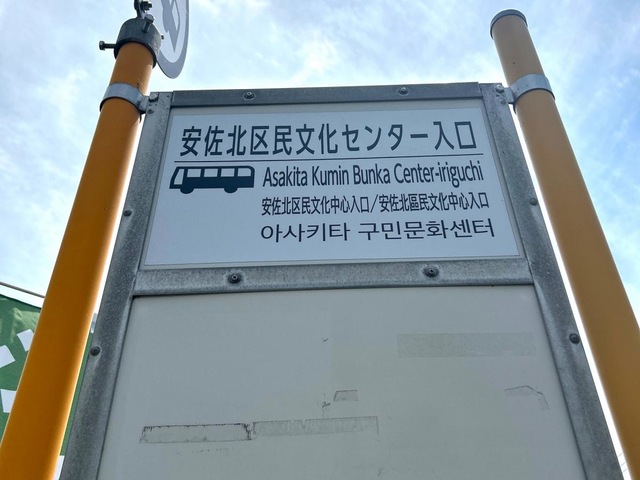 安佐北区民文化センター入口
Asakita Kumin Bunka Center-iriguchi
安佐北区民文化中心入口/安佐北區民文化中心入口
아사키타 구민문화센터